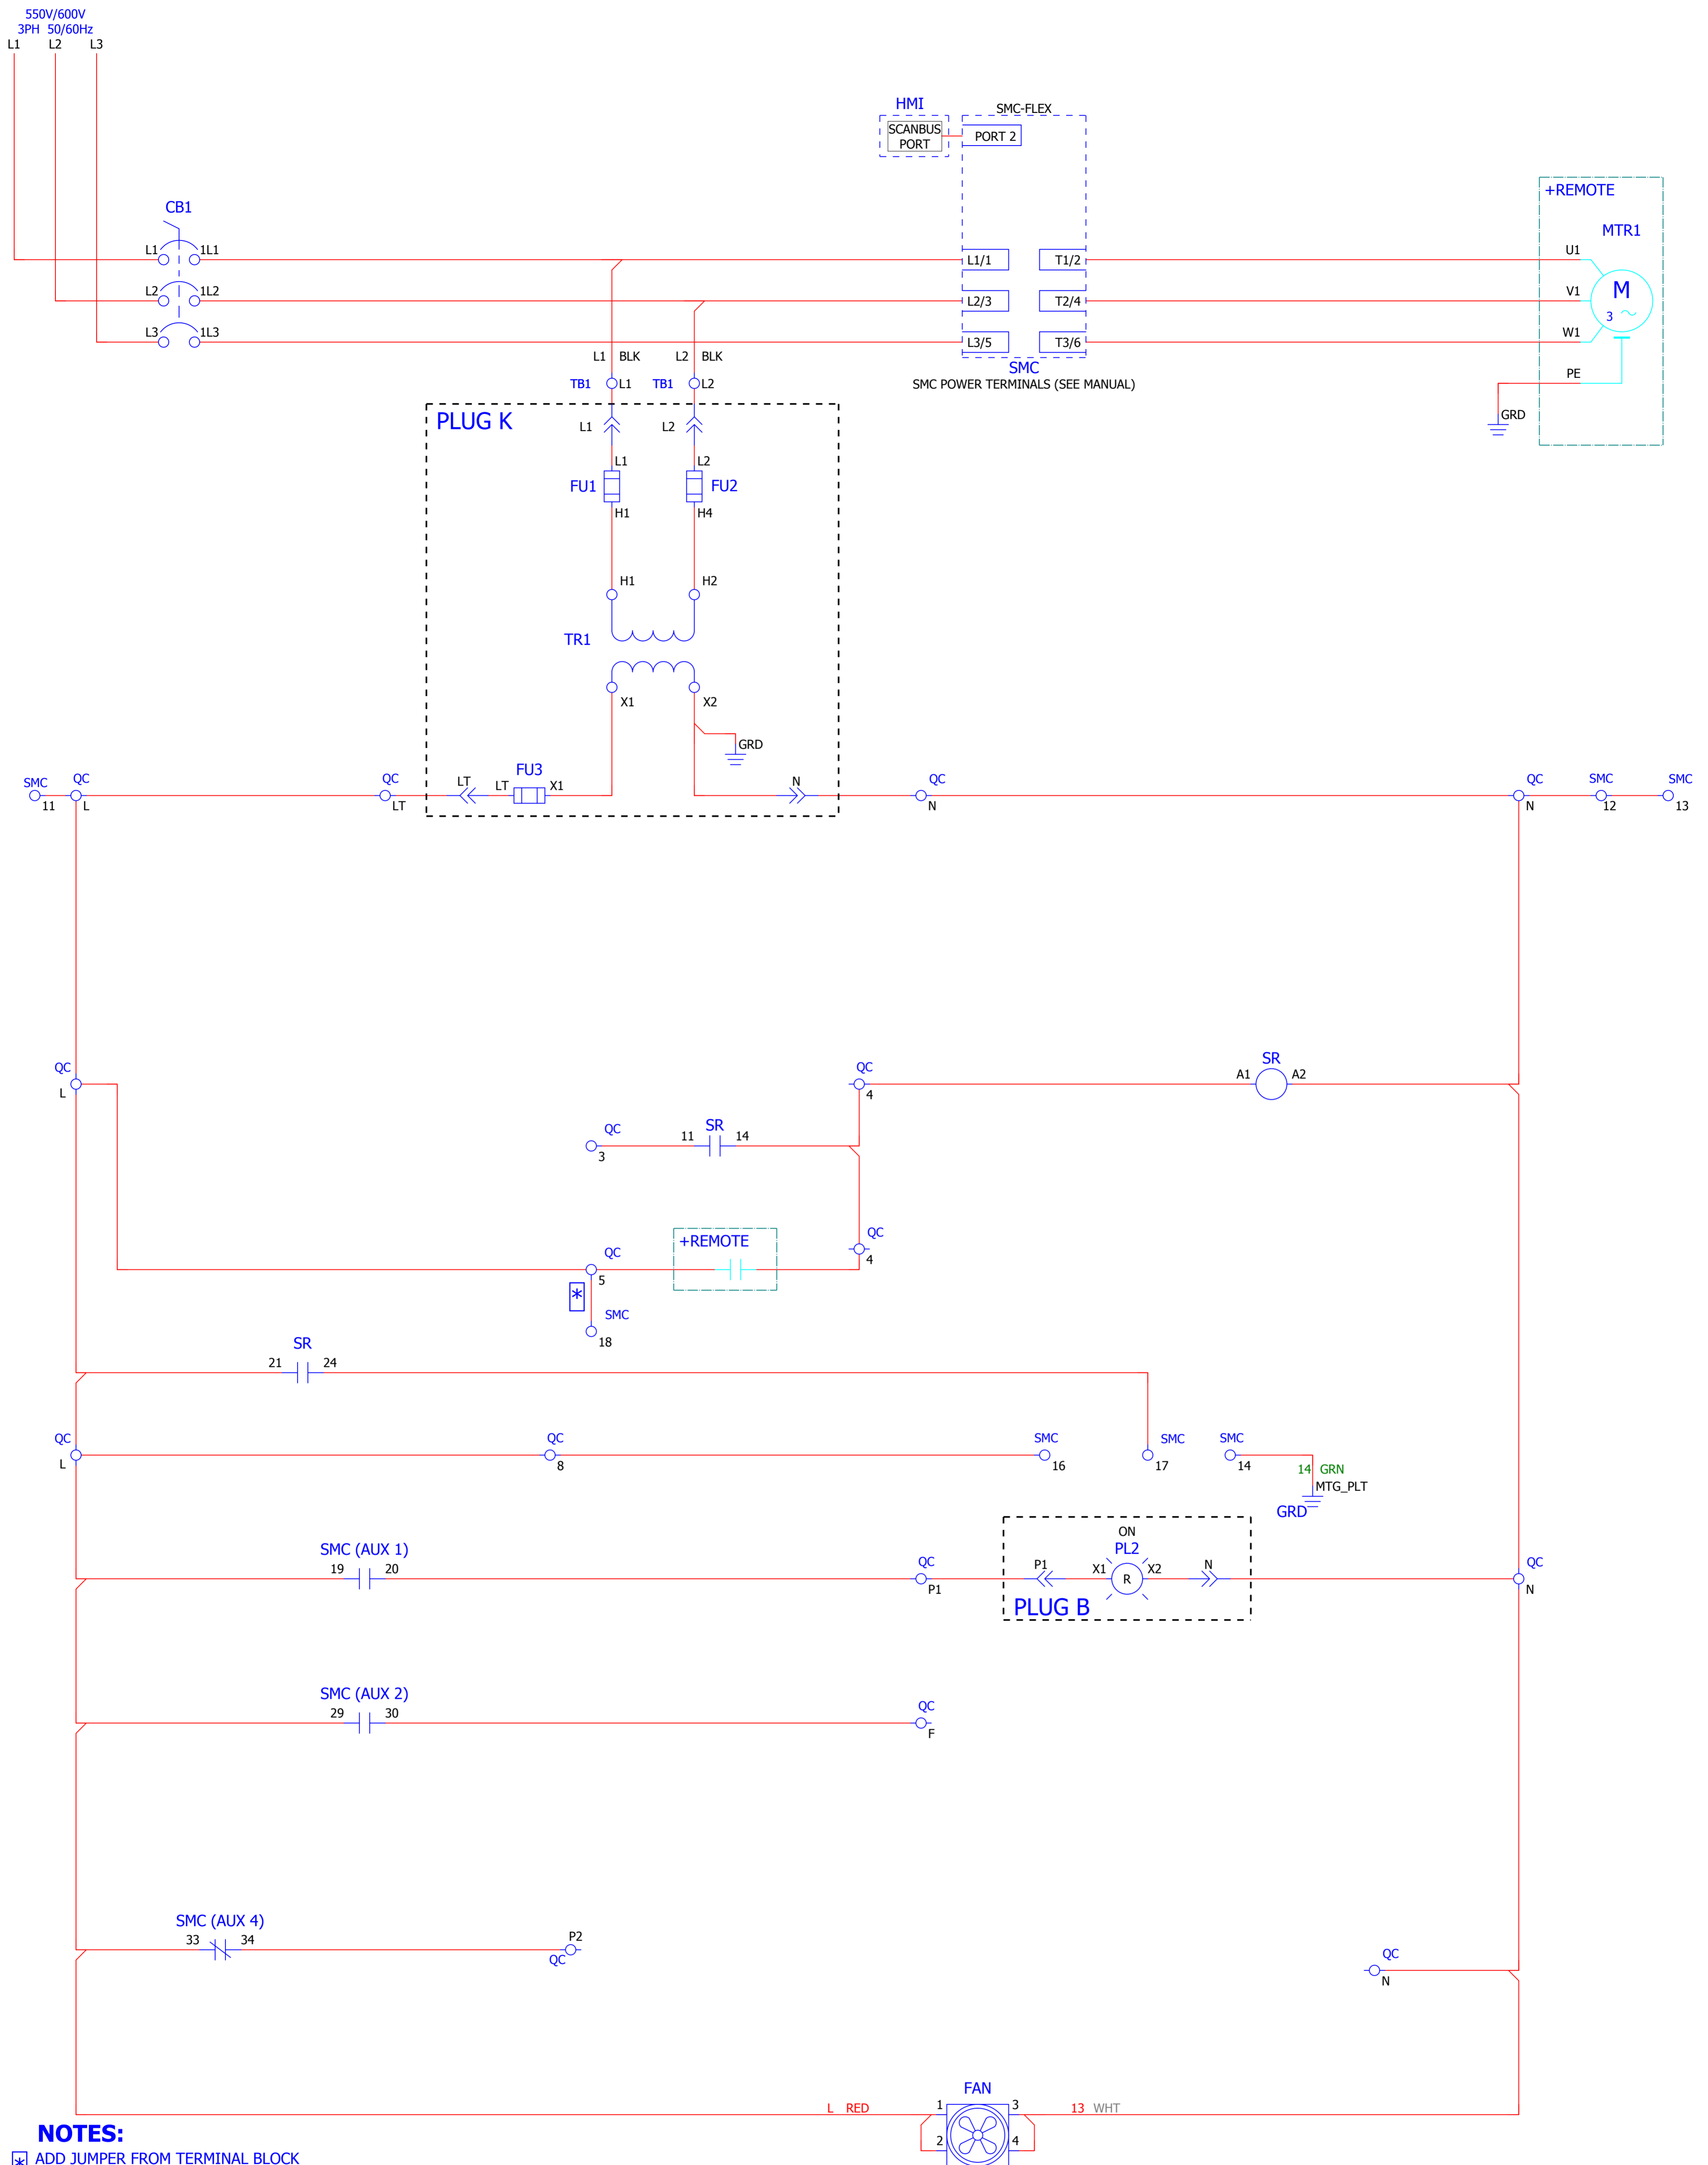 550V/600V
3PH 50/60Hz
L1 L2 L3
HMI
SMC-FLEX
SCANBUS
PORT
PORT 2
+REMOTE
CB1
MTR1
L1 1L1
L1/1 T1/2
U1
L2 1L2
L2/3 T2/4
V1
M
3
L3 1L3
L3/5 T3/6
W1
L1 BLK L2 BLK
SMC
SMC POWER TERMINALS (SEE MANUAL)
PE
TB1 L1 TB1 L2
GRD
PLUG K
L1 L2
L1 L2
FU1 FU2
H1 H4
H1 H2
TR1
X1 X2
GRD
FU3
SMC QC QC LT LT X1 N QC QC SMC SMC
11 L LT N N 12 13
QC QC SR
A1 A2
L 4
QC SR
11 14
3
QC
+REMOTE
QC 4
5
*
SMC
18
SR
21 24
QC QC SMC SMC SMC
L 8 16 17 14
14 GRN
MTG_PLT
GRD
ON
SMC (AUX 1) PL2
19 20 QC P1 X1 X2 N QC
R
P1 N
PLUG B
SMC (AUX 2)
29 30 QC
F
SMC (AUX 4)
33 34 P2
QC
QC
N
FAN
L RED 1 3 13 WHT
2 4
NOTES:
* ADD JUMPER FROM TERMINAL BLOCK